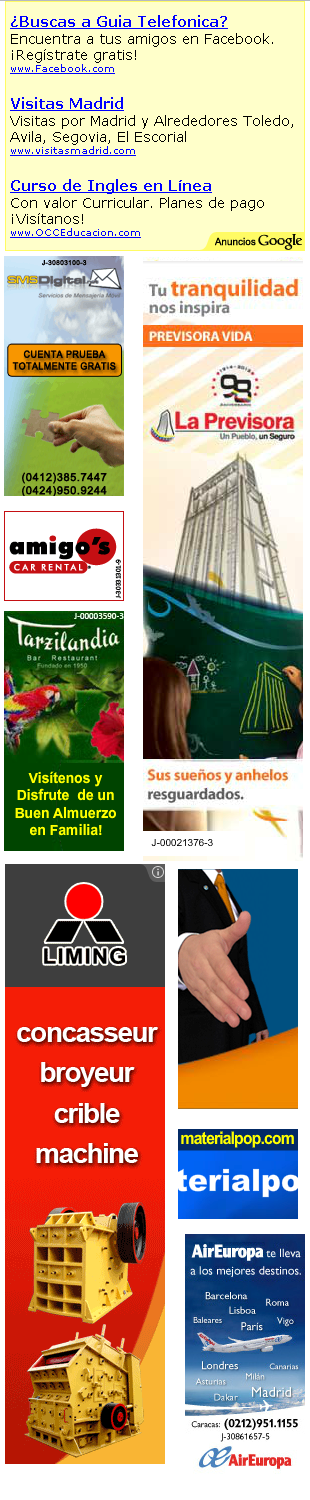 ¿Buscas a Guia Telefonica?
Encuentra a tus amigos en Facebook.
¡Regístrate gratis!
www.Facebook.com
Visitas Madrid
Visitas por Madrid y Alrededores Toledo,
Avila, Segovia, El Escorial
www.visitasmadrid.com
Curso de Ingles en Línea
Con valor Curricular. Planes de pago
¡Visítanos!
www.OCCEducacion.com
Anuncios Google
J-30803100-3
SMSDigital
Servicios de Mensajería Móvil
CUENTA PRUEBA
TOTALMENTE GRATIS
(0412)385.7447
(0424)950.9244
amigo's
CAR RENTAL
J-30331301-9
J-00003590-3
Tarzilandia
Bar Restaurant
Fundado en 1950
Visítenos y
Disfrute de un
Buen Almuerzo
en Familia!
Tu tranquilidad
nos inspira
PREVISORA VIDA
98
ANIVERSARIO
La Previsora
Un Pueblo, un Seguro
Sus sueños y anhelos
resguardados.
J-00021376-3
LIMING
concasseur
broyeur
crible
machine
materialpop.com
terialpo
AirEuropa te lleva
a los mejores destinos.
Barcelona
Roma
Lisboa
Baleares
París
Vigo
Londres
Canarias
Asturias
Milán
Dakar
Madrid
Caracas: (0212)951.1155
J-30861657-5
AirEuropa